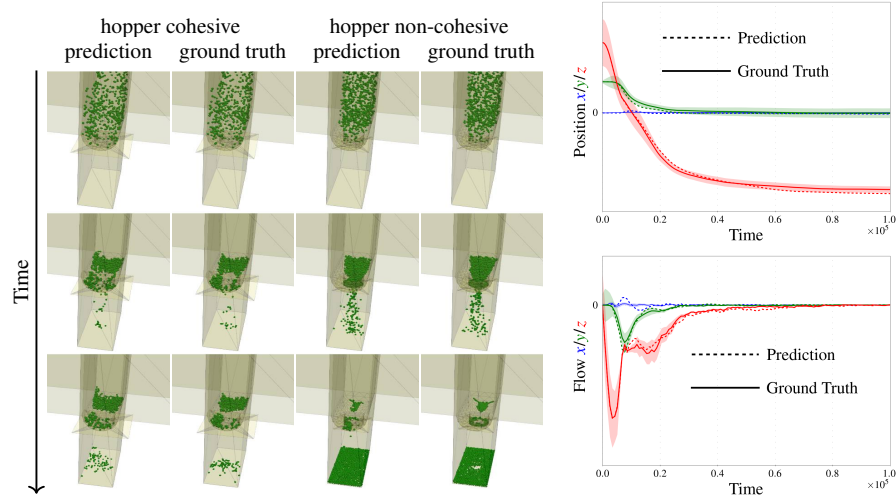 hopper cohesive
hopper non-cohesive
prediction
ground truth
prediction
ground truth
Time
Position x/y/z
Prediction
Ground Truth
0
0.0
0.2
0.4
0.6
0.8
1.0
×10⁵
Time
Flow x/y/z
0
Prediction
Ground Truth
0.0
0.2
0.4
0.6
0.8
1.0
×10⁵
Time